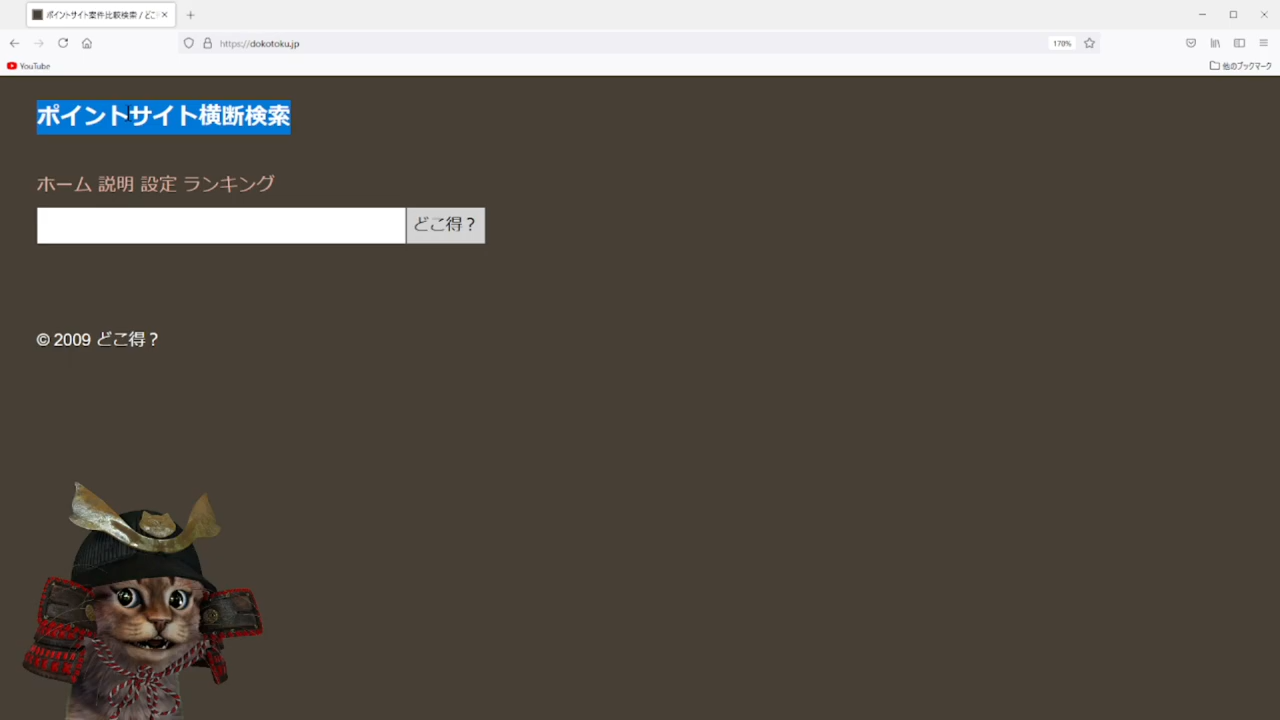 ポイントサイト案件比較検索 / どこ
https://dokotoku.jp
170%
YouTube
他のブックマーク
ポイントサイト横断検索
ホーム 説明 設定 ランキング
どこ得？
© 2009 どこ得？